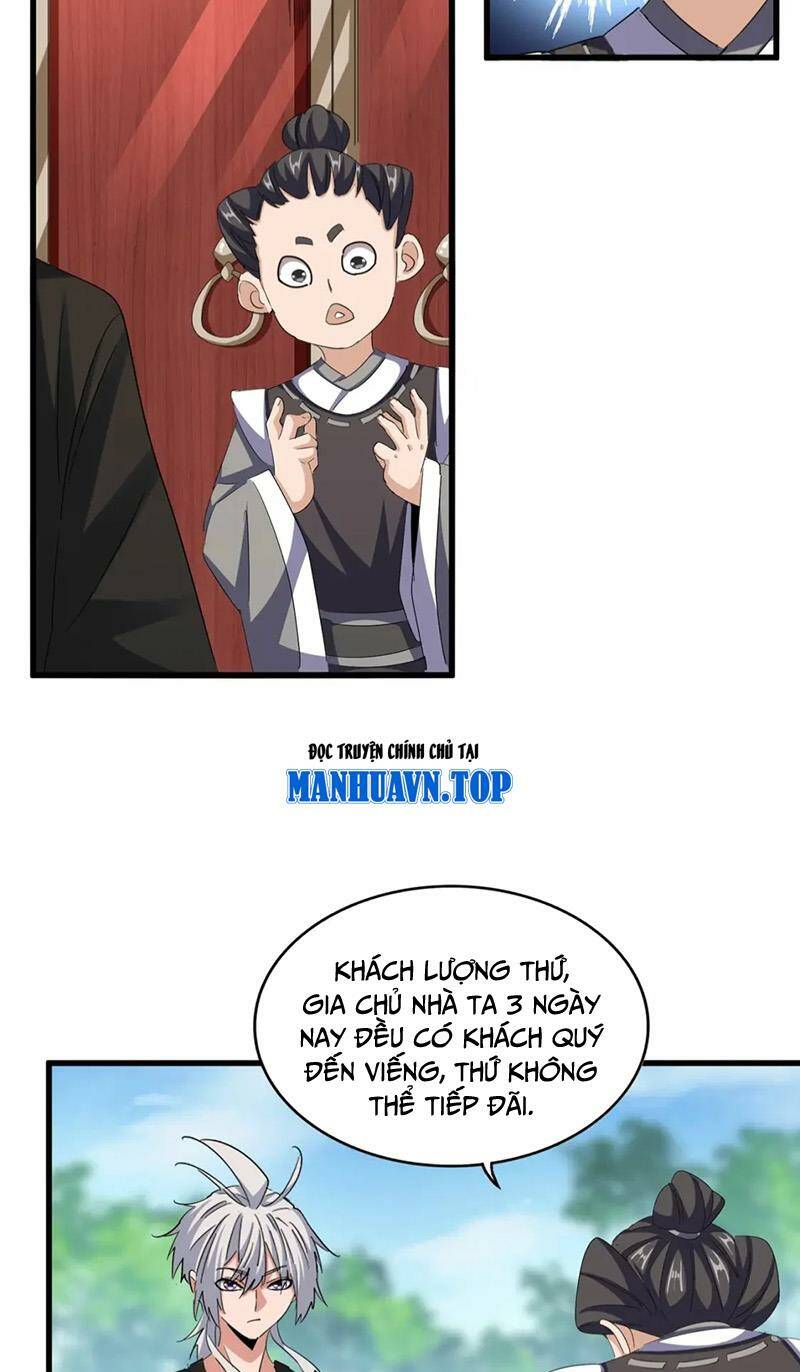 ĐỌC TRUYỆN CHÍNH CHỦ TẠI
MANHUAVN.TOP
KHÁCH LƯỢNG THỨ,
GIA CHỦ NHÀ TA 3 NGÀY
NAY ĐỀU CÓ KHÁCH QUÝ
ĐẾN VIẾNG, THỨ KHÔNG
THỂ TIẾP ĐÃI.